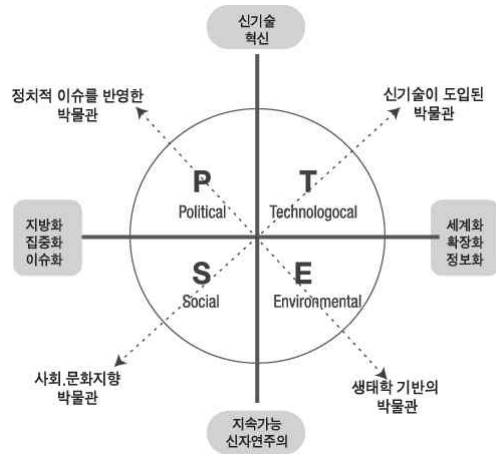 신기술
혁신
정치적 이슈를 반영한
박물관
신기술이 도입된
박물관
P
Political
T
Technologocal
지방화
집중화
이슈화
세계화
확장화
정보화
S
Social
E
Environmental
사회.문화지향
박물관
생태학 기반의
박물관
지속가능
신자연주의